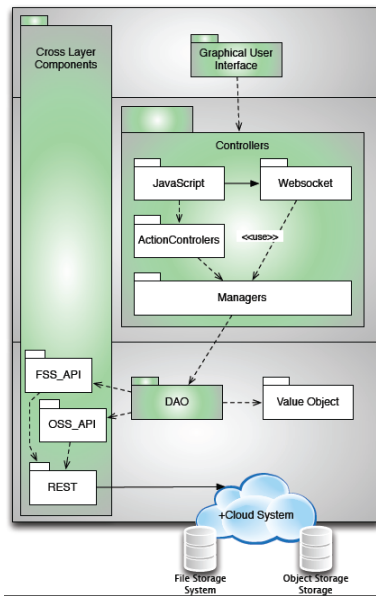 Cross Layer
Components
Graphical User
Interface
Controllers
JavaScript
Websocket
ActionControlers
<<use>>
Managers
FSS_API
DAO
Value Object
OSS_API
REST
+Cloud System
File Storage
System
Object Storage
Storage